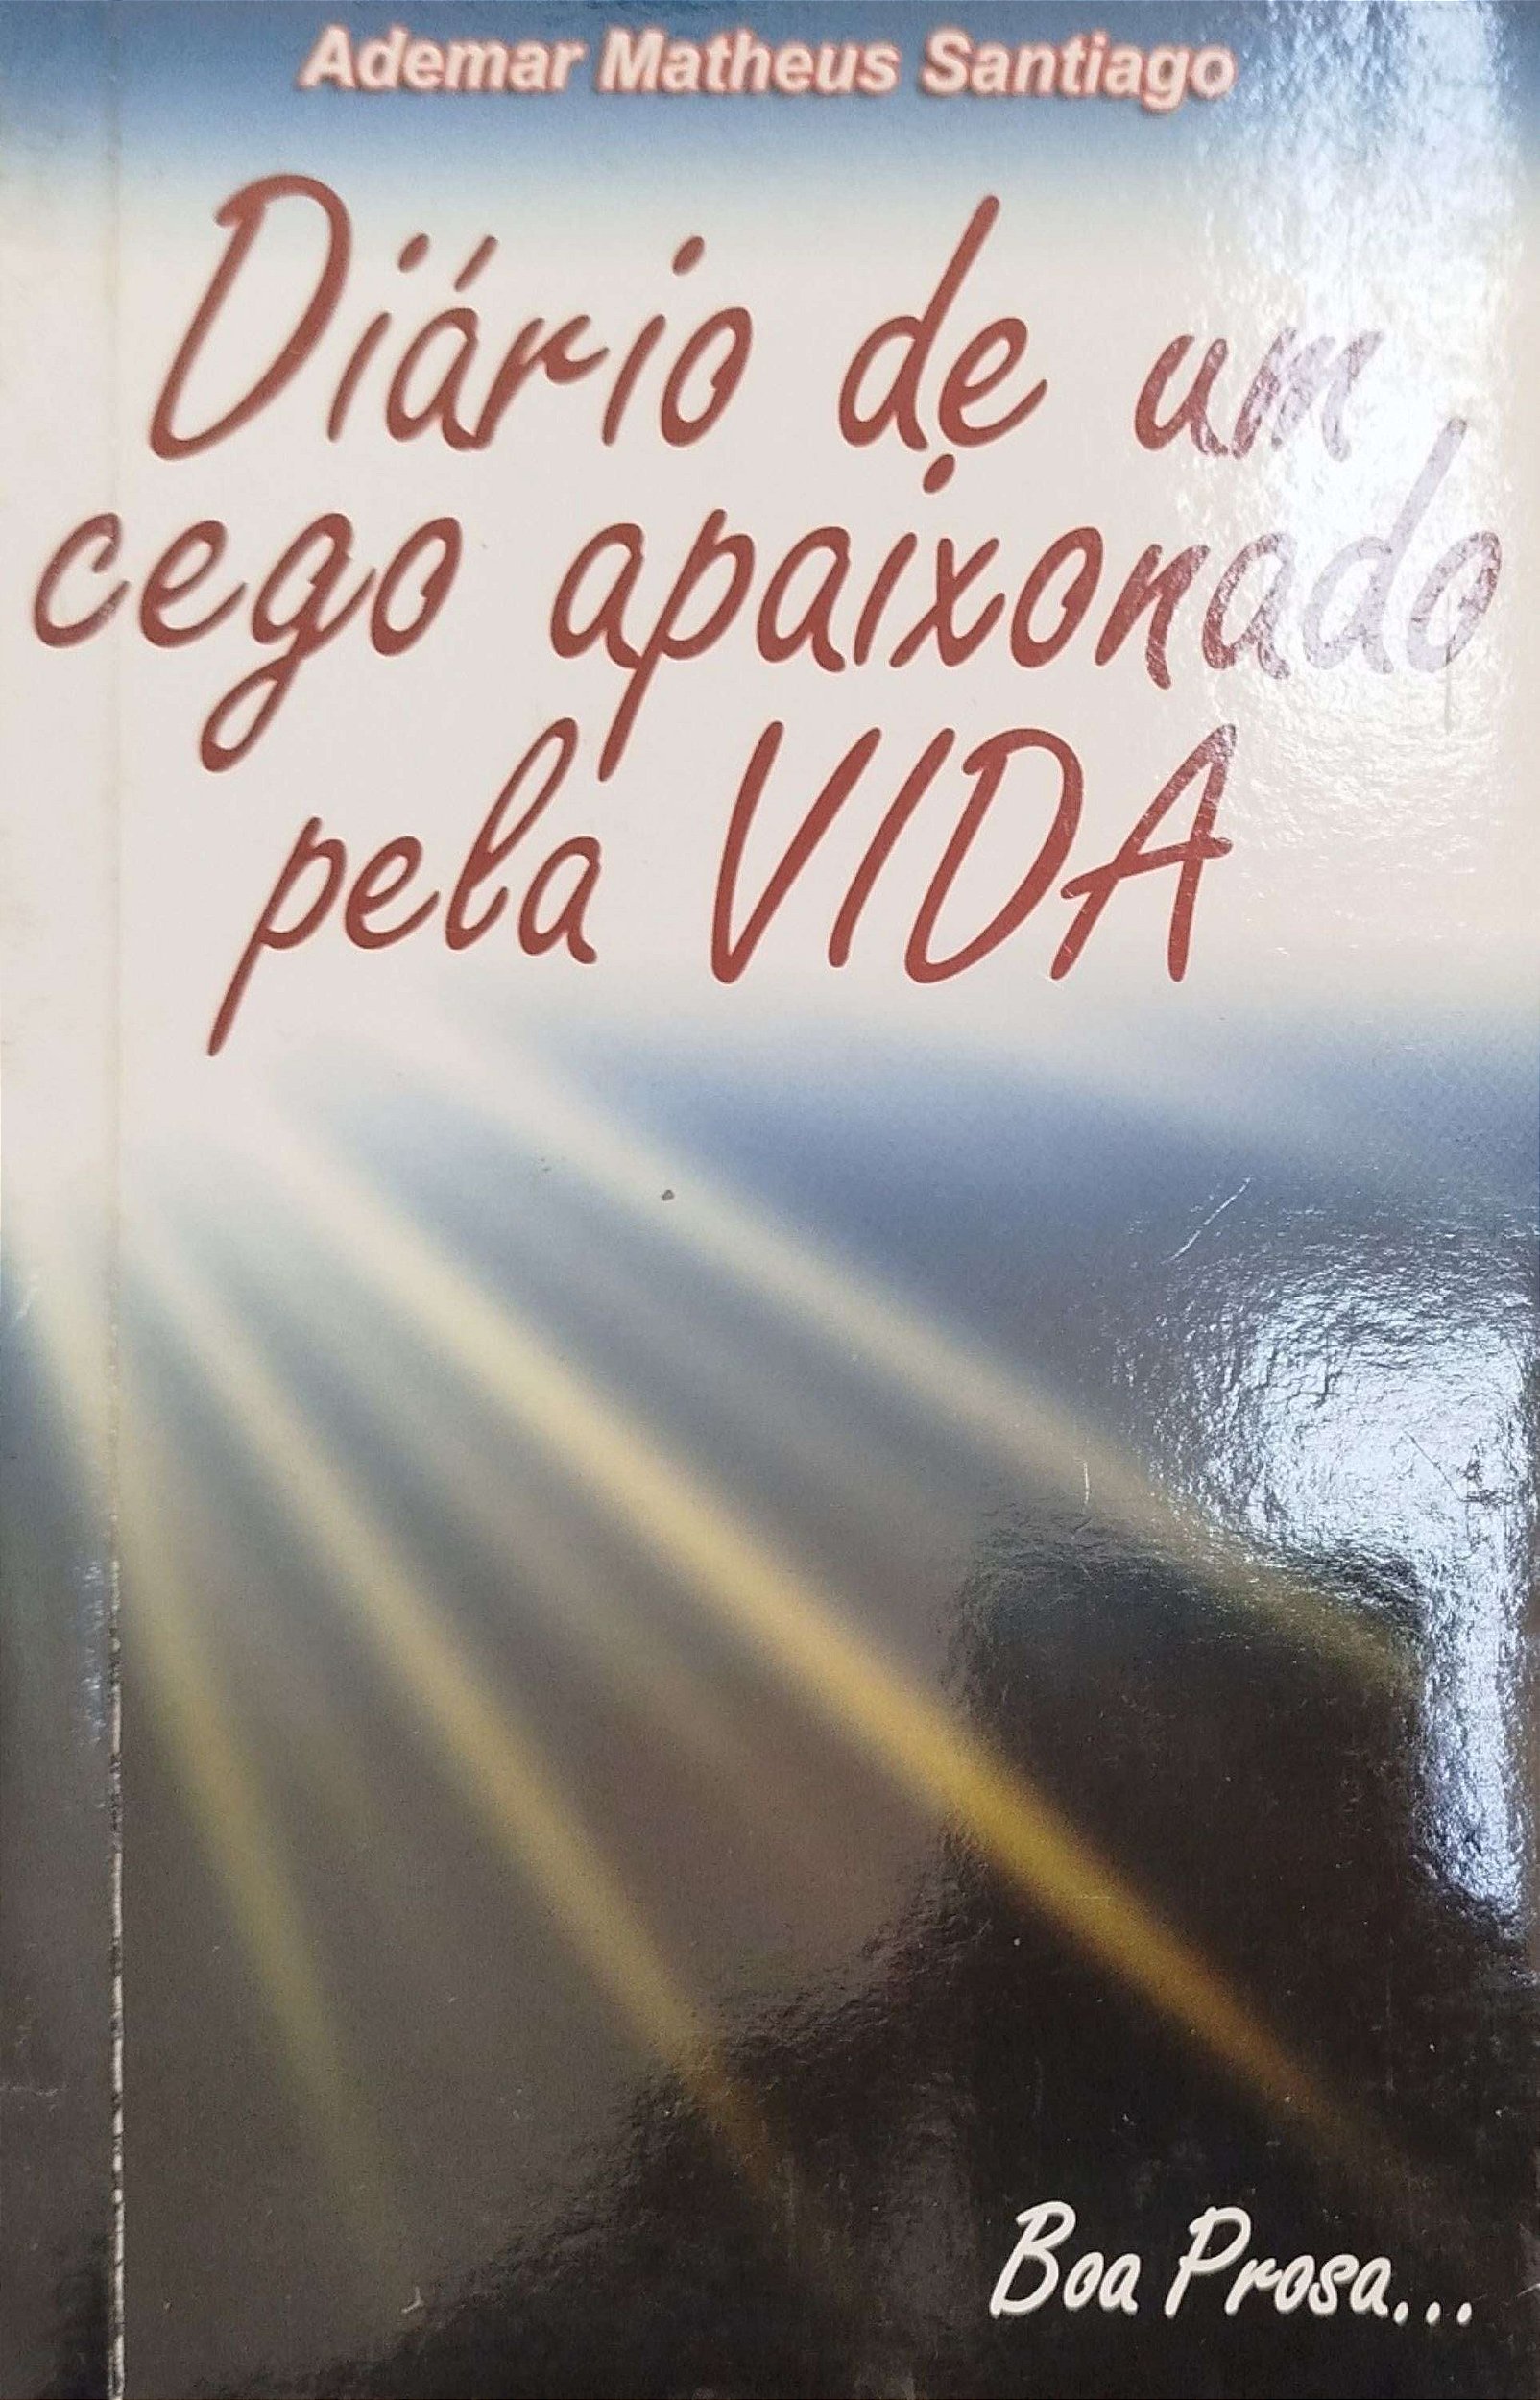 Ademar Matheus Santiago
Diário de um
cego apaixonado
pela VIDA
Boa Prosa...